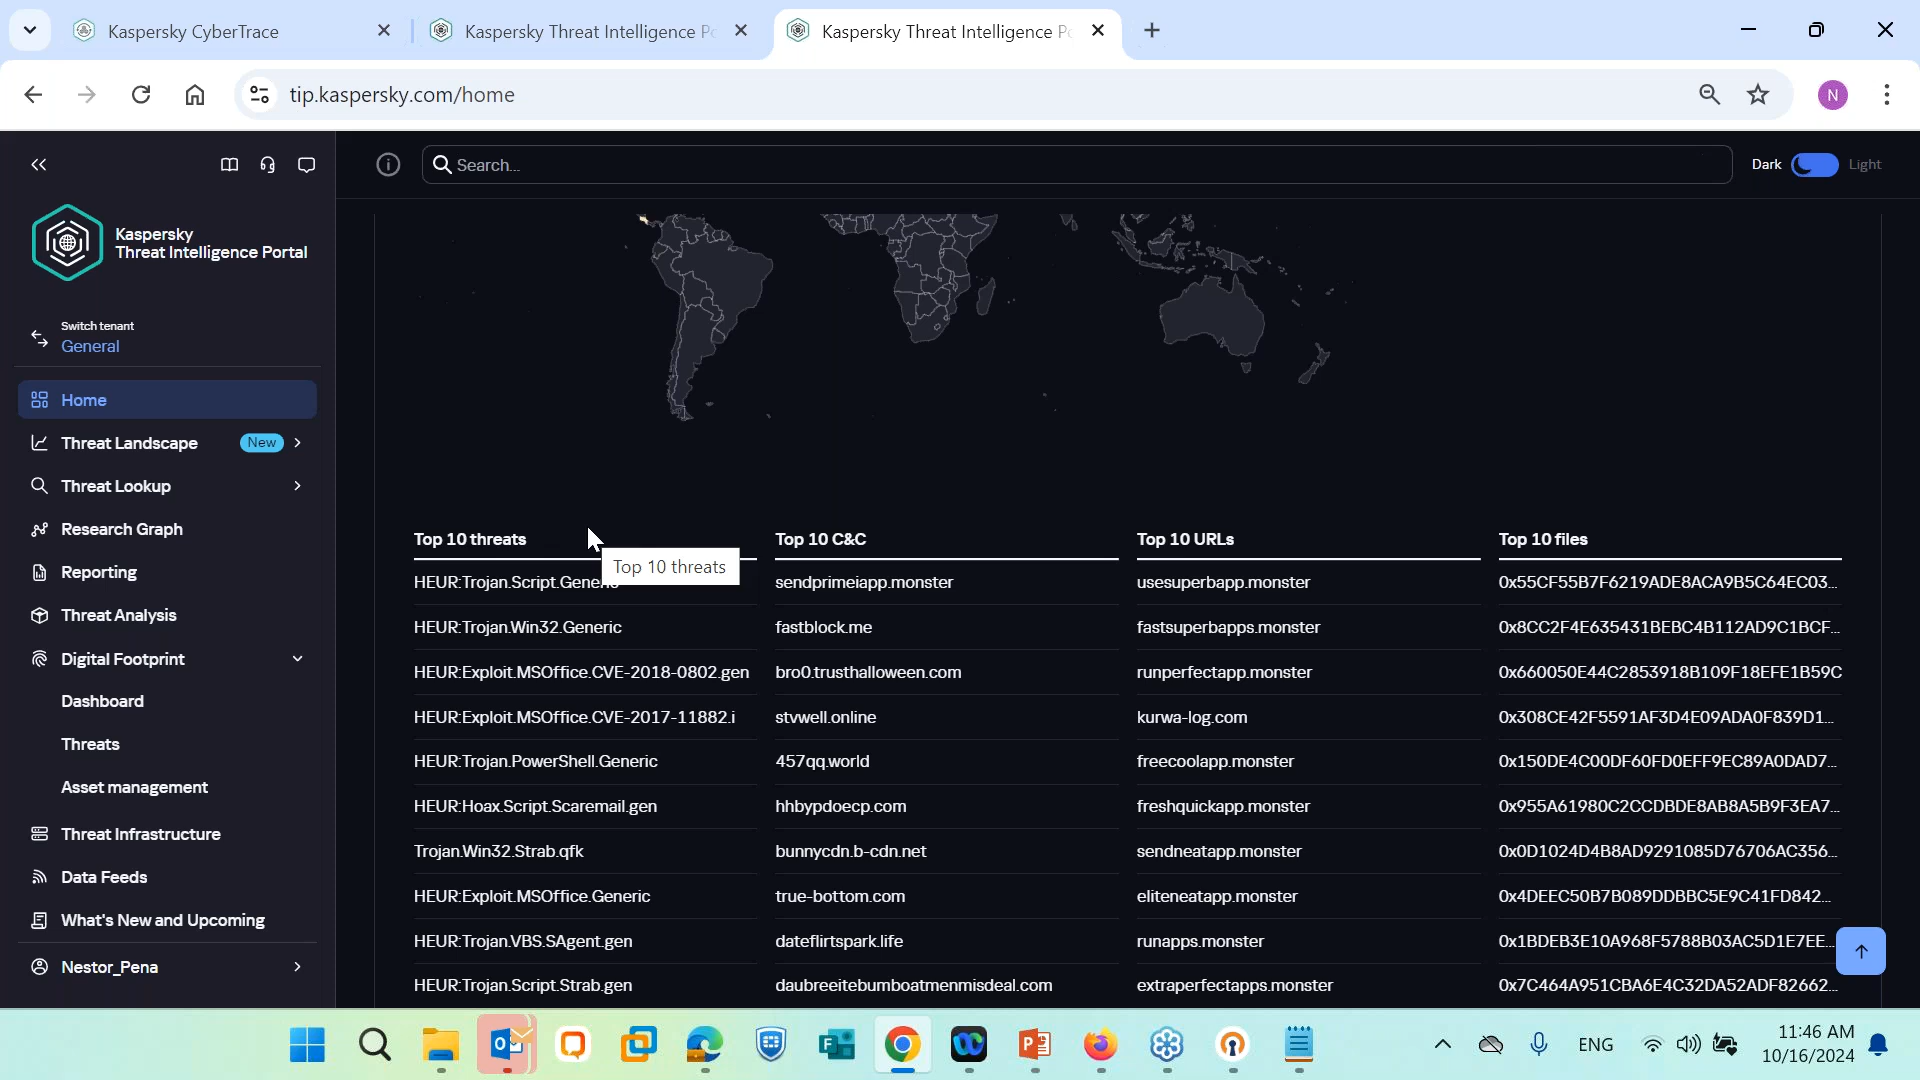 Kaspersky CyberTrace
Kaspersky Threat Intelligence P
Kaspersky Threat Intelligence P
tip.kaspersky.com/home
N
Search...
Dark
Light
Kaspersky
Threat Intelligence Portal
Switch tenant
General
Home
Threat Landscape
New
Threat Lookup
Research Graph
Reporting
Threat Analysis
Digital Footprint
Dashboard
Threats
Asset management
Threat Infrastructure
Data Feeds
What's New and Upcoming
Nestor_Pena
Top 10 threats
Top 10 threats
HEUR:Trojan.Script.Generic
HEUR:Trojan.Win32.Generic
HEUR:Exploit.MSOffice.CVE-2018-0802.gen
HEUR:Exploit.MSOffice.CVE-2017-11882.i
HEUR:Trojan.PowerShell.Generic
HEUR:Hoax.Script.Scaremail.gen
Trojan.Win32.Strab.qfk
HEUR:Exploit.MSOffice.Generic
HEUR:Trojan.VBS.SAgent.gen
HEUR:Trojan.Script.Strab.gen
Top 10 C&C
sendprimeiapp.monster
fastblock.me
bro0.trusthalloween.com
stvwell.online
457qq.world
hhbypdoecp.com
bunnycdn.b-cdn.net
true-bottom.com
dateflirtspark.life
daubreeitebumboatmenmisdeal.com
Top 10 URLs
usesuperbapp.monster
fastsuperbapps.monster
runperfectapp.monster
kurwa-log.com
freecoolapp.monster
freshquickapp.monster
sendneatapp.monster
eliteneatapp.monster
runapps.monster
extraperfectapps.monster
Top 10 files
0x55CF55B7F6219ADE8ACA9B5C64EC03...
0x8CC2F4E635431BEBC4B112AD9C1BCF...
0x660050E44C2853918B109F18EFE1B59C
0x308CE42F5591AF3D4E09ADA0F839D1...
0x150DE4C00DF60FD0EFF9EC89A0DAD7...
0x955A61980C2CCDBDE8AB8A5B9F3EA7...
0x0D1024D4B8AD9291085D76706AC356...
0x4DEEC50B7B089DDBBC5E9C41FD842...
0x1BDEB3E10A968F5788B03AC5D1E7EE...
0x7C464A951CBA6E4C32DA52ADF82662...
ENG
11:46 AM
10/16/2024